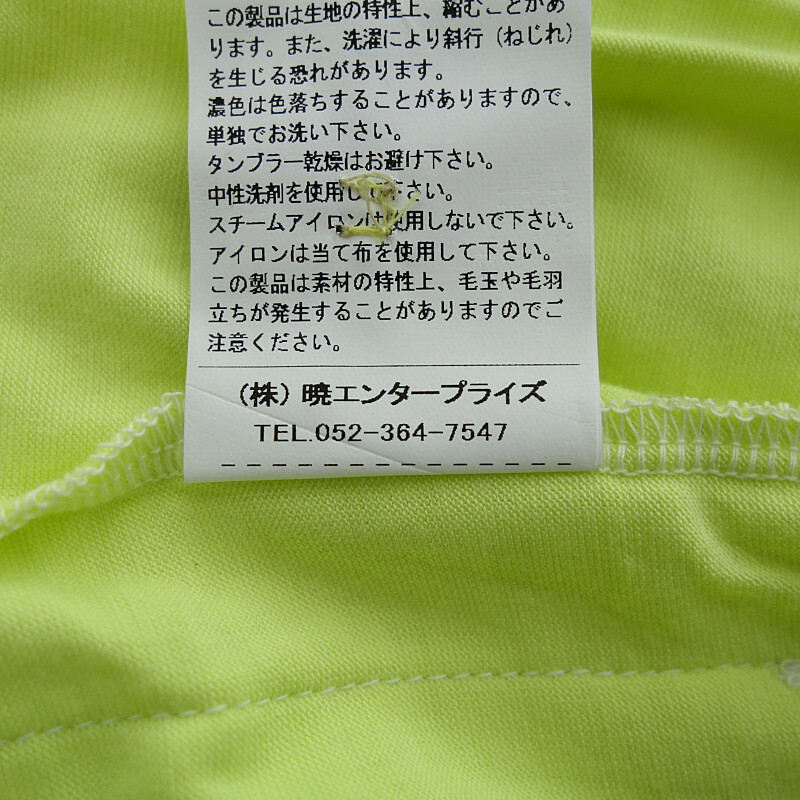 この製品は生地の特性上、縮むことがあ
ります。また、洗濯により斜行（ねじれ）
を生じる恐れがあります。
濃色は色落ちすることがありますので、
単独でお洗い下さい。
タンブラー乾燥はお避け下さい。
中性洗剤を使用して下さい。
スチームアイロンは使用しないで下さい。
アイロンは当て布を使用して下さい。
この製品は素材の特性上、毛玉や毛羽
立ちが発生することがありますのでご
注意ください。
（株）暁エンタープライズ
TEL.052-364-7547